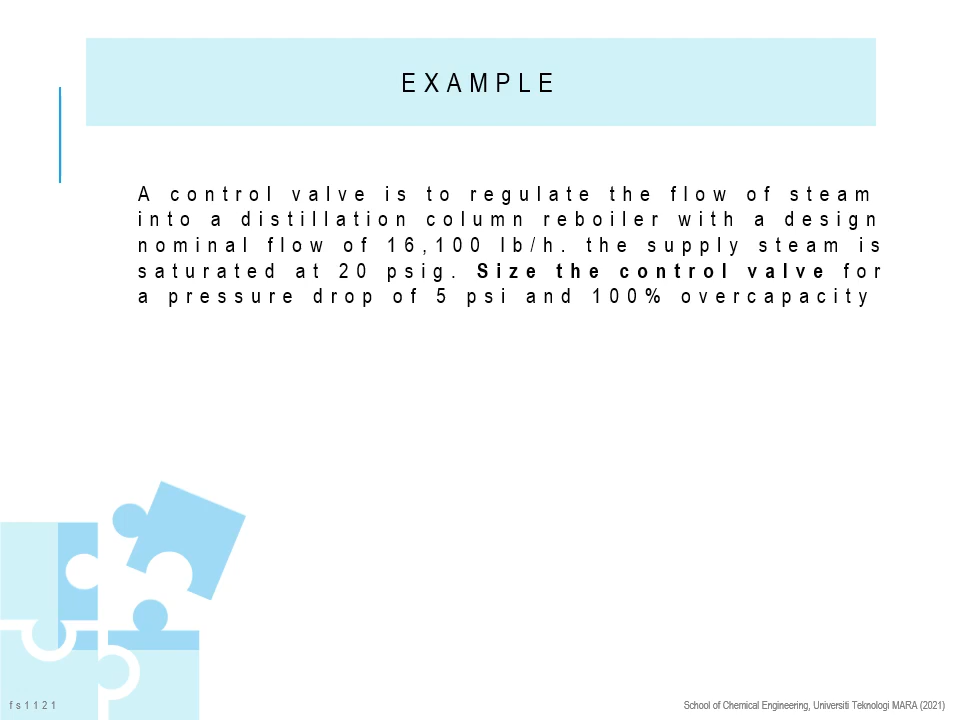 EXAMPLE
A control valve is to regulate the flow of steam
into a distillation column reboiler with a design
nominal flow of 16,100 lb/h. the supply steam is
saturated at 20 psig. Size the control valve for
a pressure drop of 5 psi and 100% overcapacity
fs1121
School of Chemical Engineering, Universiti Teknologi MARA (2021)